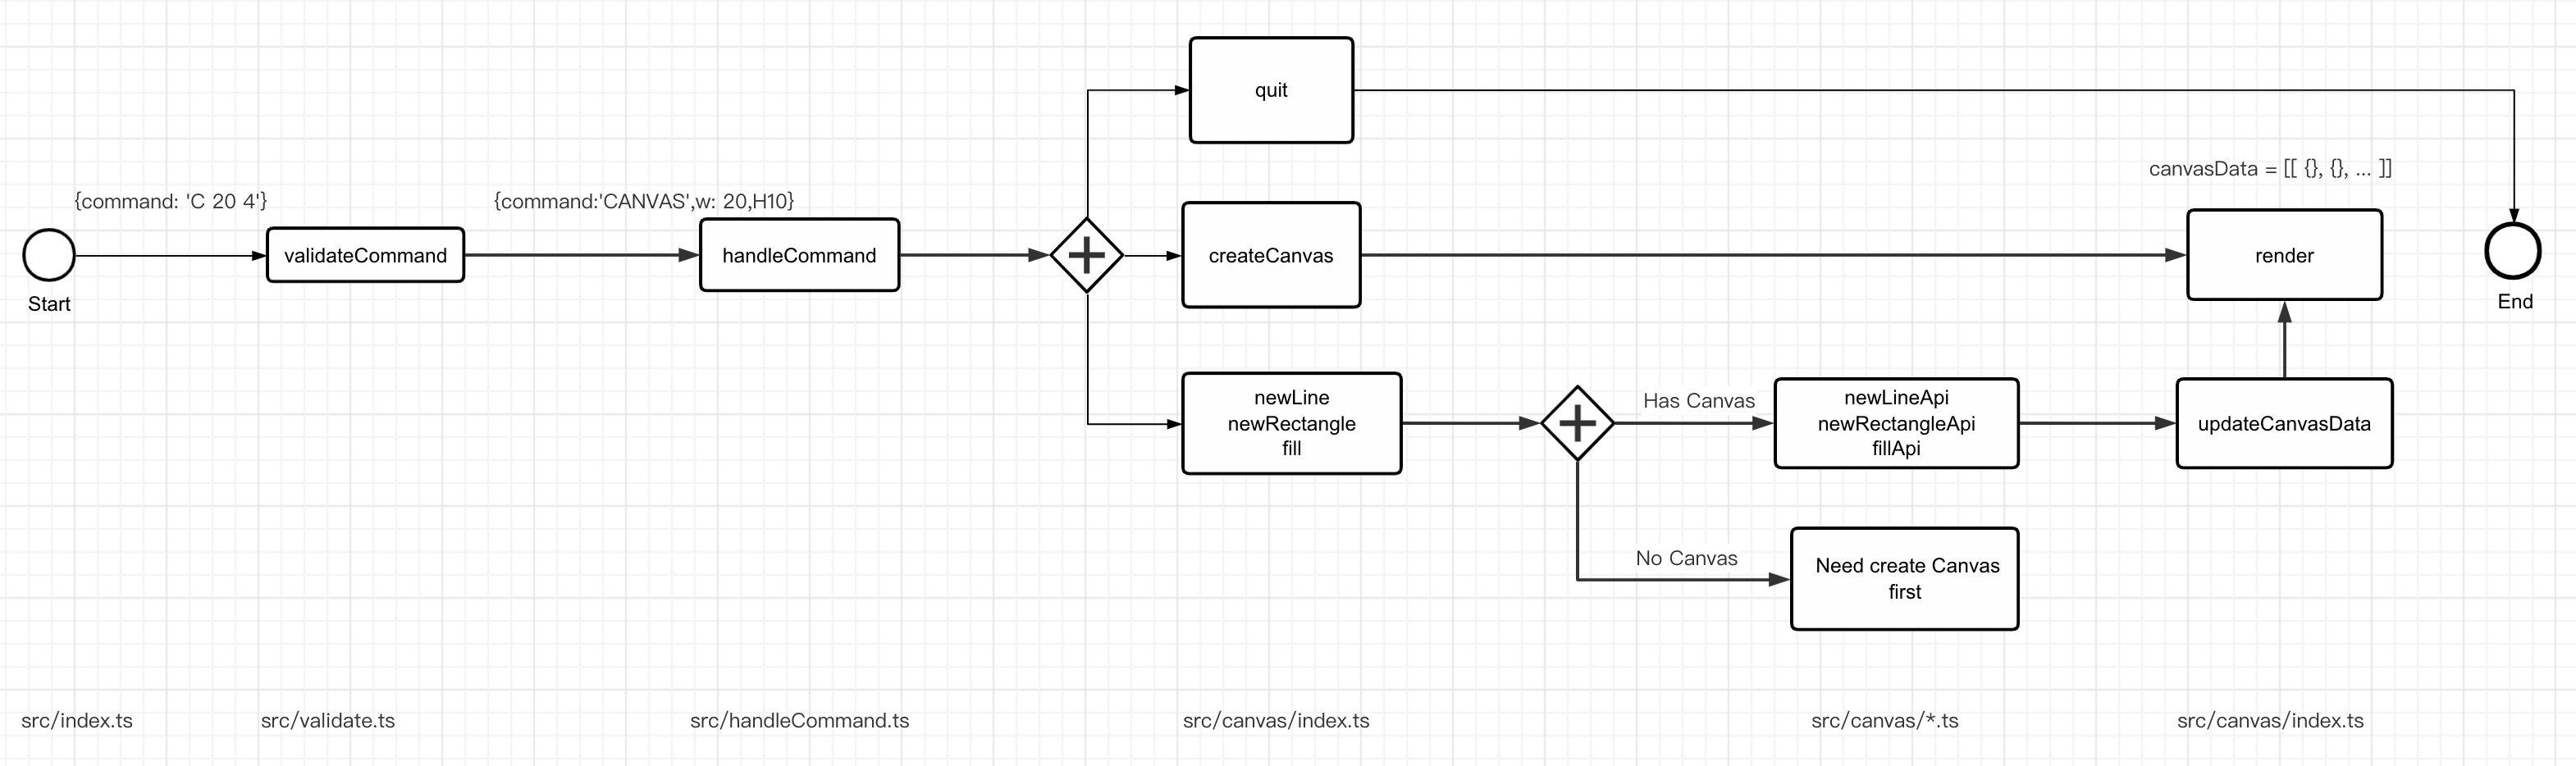 quit
canvasData = [[ {}, {}, ... ]]
{command: 'C 20 4'}
{command:'CANVAS',w: 20,H10}
Start
validateCommand
handleCommand
createCanvas
render
End
newLine
newRectangle
fill
Has Canvas
newLineApi
newRectangleApi
fillApi
updateCanvasData
No Canvas
Need create Canvas
first
src/index.ts
src/validate.ts
src/handleCommand.ts
src/canvas/index.ts
src/canvas/*.ts
src/canvas/index.ts